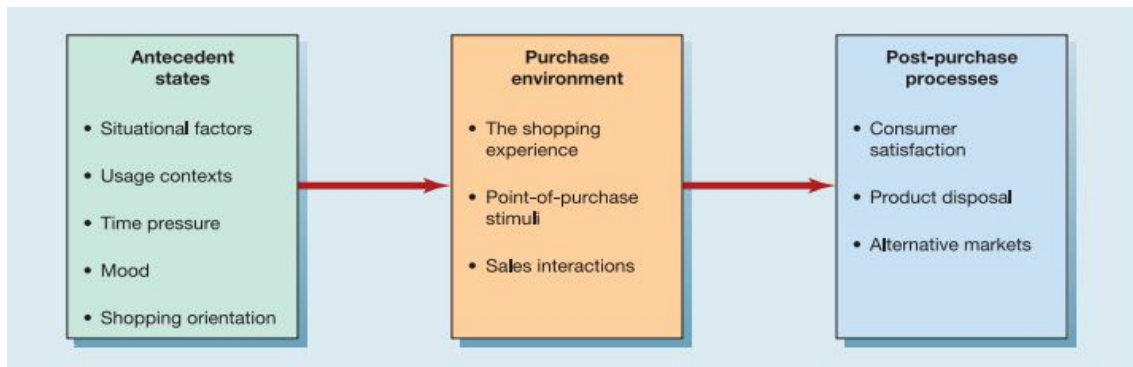 Antecedent
states
• Situational factors
• Usage contexts
• Time pressure
• Mood
• Shopping orientation
Purchase
environment
• The shopping
experience
• Point-of-purchase
stimuli
• Sales interactions
Post-purchase
processes
• Consumer
satisfaction
• Product disposal
• Alternative markets